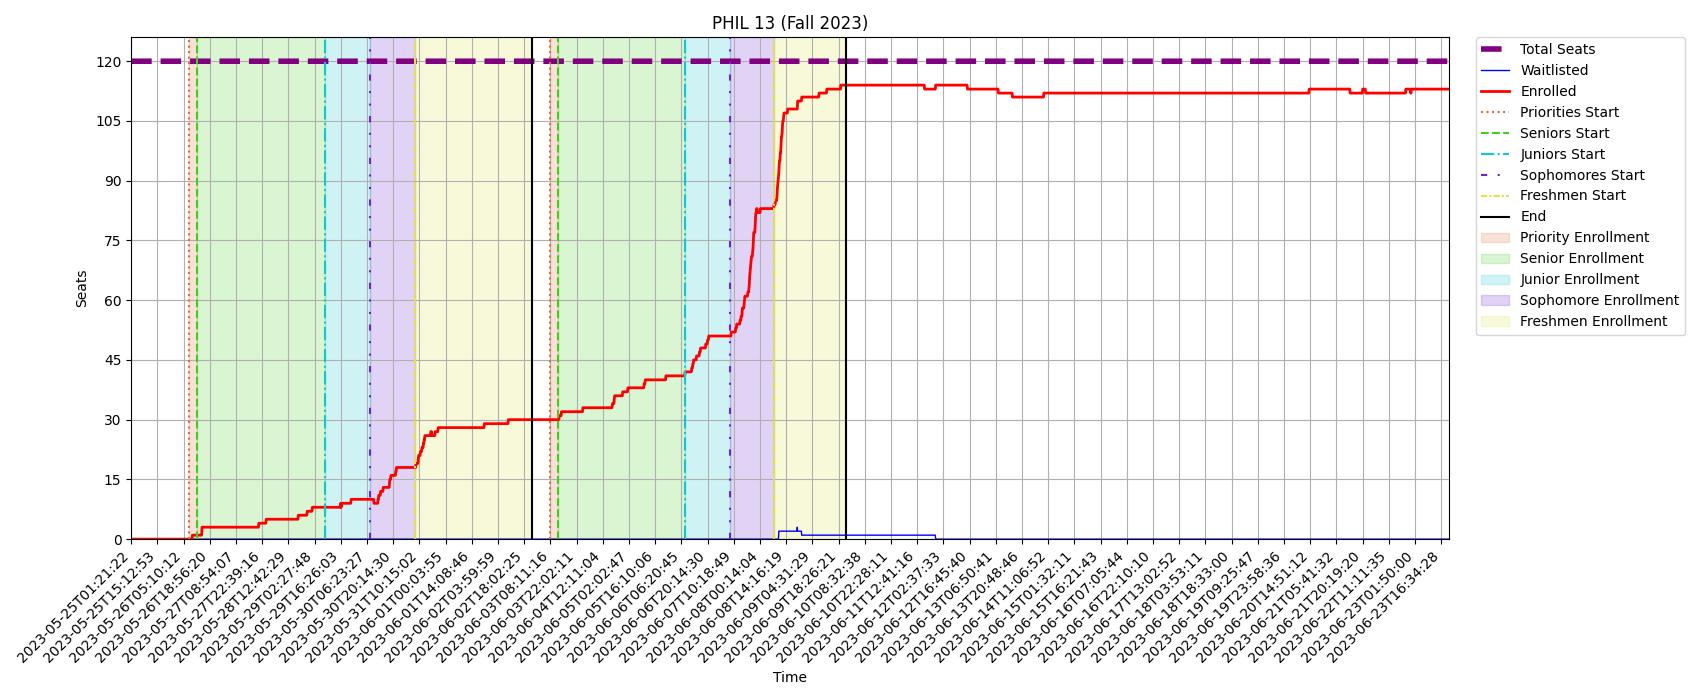 PHIL 13 (Fall 2023)
Seats
120
105
90
75
60
45
30
15
0
2023-05-25T01:21:22
2023-05-25T15:12:53
2023-05-26T05:10:12
2023-05-26T18:56:20
2023-05-27T08:54:07
2023-05-27T22:39:16
2023-05-28T12:42:29
2023-05-29T02:27:48
2023-05-29T16:26:03
2023-05-30T06:23:27
2023-05-30T20:14:30
2023-05-31T10:15:02
2023-06-01T00:03:55
2023-06-01T14:08:46
2023-06-02T03:59:59
2023-06-02T18:02:25
2023-06-03T08:11:16
2023-06-03T22:02:11
2023-06-04T12:11:04
2023-06-05T02:02:47
2023-06-05T16:10:06
2023-06-06T06:20:45
2023-06-06T20:14:30
2023-06-07T10:18:49
2023-06-08T00:14:04
2023-06-08T14:16:19
2023-06-09T04:31:29
2023-06-09T18:26:21
2023-06-10T08:32:38
2023-06-10T22:28:11
2023-06-11T12:41:16
2023-06-12T02:37:33
2023-06-12T16:45:40
2023-06-13T06:50:41
2023-06-13T20:48:46
2023-06-14T11:06:52
2023-06-15T01:32:11
2023-06-15T16:21:43
2023-06-16T07:05:44
2023-06-16T22:10:10
2023-06-17T13:02:52
2023-06-18T03:53:11
2023-06-18T18:33:00
2023-06-19T09:25:47
2023-06-19T23:58:36
2023-06-20T14:51:12
2023-06-21T05:41:32
2023-06-21T20:19:20
2023-06-22T11:11:35
2023-06-23T01:50:00
2023-06-23T16:34:28
Time
Total Seats
Waitlisted
Enrolled
Priorities Start
Seniors Start
Juniors Start
Sophomores Start
Freshmen Start
End
Priority Enrollment
Senior Enrollment
Junior Enrollment
Sophomore Enrollment
Freshmen Enrollment